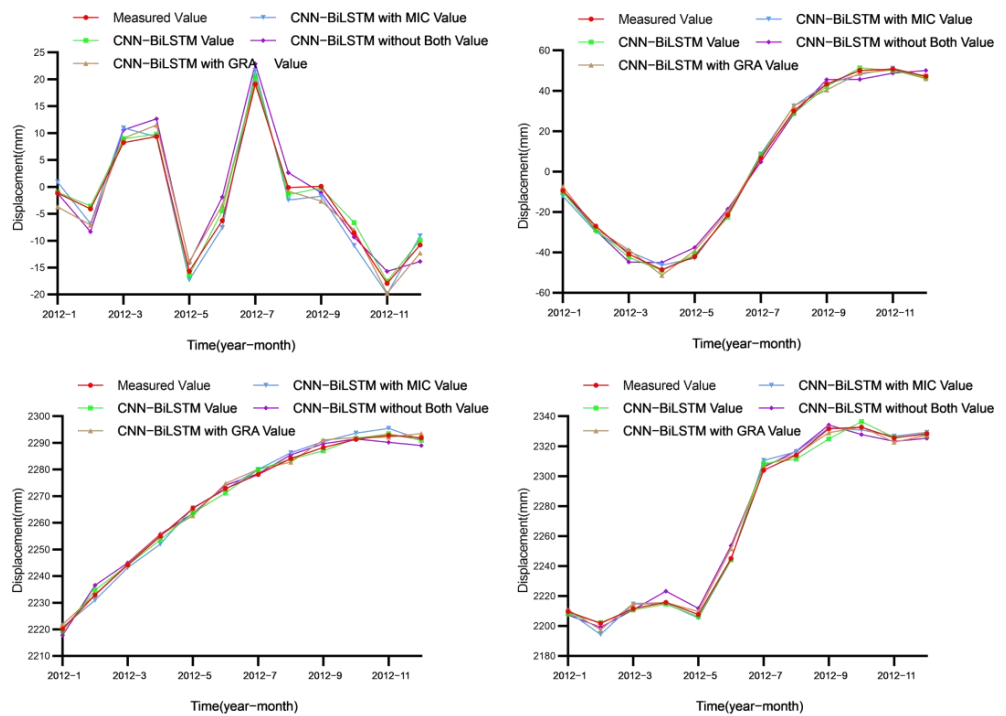 Measured Value
CNN-BiLSTM with MIC Value
CNN-BiLSTM Value
CNN-BiLSTM without Both Value
CNN-BiLSTM with GRA Value
Displacement(mm)
25
20
15
10
5
0
-5
-10
-15
-20
2012-1
2012-3
2012-5
2012-7
2012-9
2012-11
Time(year-month)
Measured Value
CNN-BiLSTM with MIC Value
CNN-BiLSTM Value
CNN-BiLSTM without Both Value
CNN-BiLSTM with GRA Value
Displacement(mm)
60
40
20
0
-20
-40
-60
2012-1
2012-3
2012-5
2012-7
2012-9
2012-11
Time(year-month)
Measured Value
CNN-BiLSTM with MIC Value
CNN-BiLSTM Value
CNN-BiLSTM without Both Value
CNN-BiLSTM with GRA Value
Displacement(mm)
2300
2290
2280
2270
2260
2250
2240
2230
2220
2210
2012-1
2012-3
2012-5
2012-7
2012-9
2012-11
Time(year-month)
Measured Value
CNN-BiLSTM with MIC Value
CNN-BiLSTM Value
CNN-BiLSTM without Both Value
CNN-BiLSTM with GRA Value
Displacement(mm)
2340
2320
2300
2280
2260
2240
2220
2200
2180
2012-1
2012-3
2012-5
2012-7
2012-9
2012-11
Time(year-month)